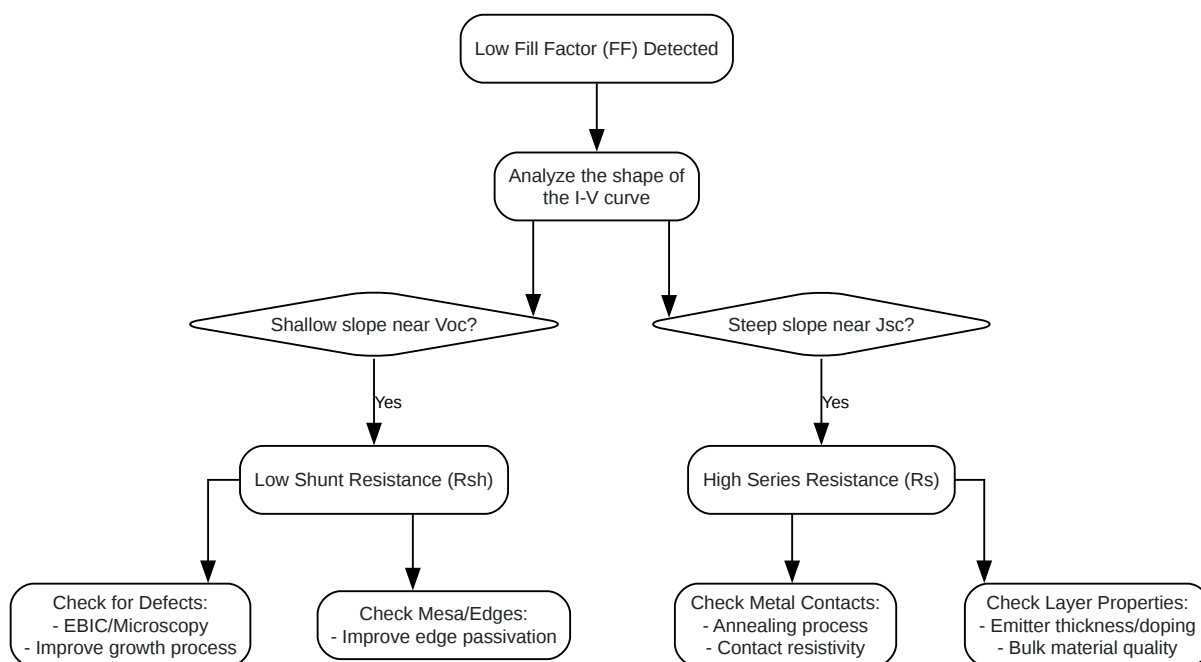 Low Fill Factor (FF) Detected
Analyze the shape of
the I-V curve
Shallow slope near Voc?
Steep slope near Jsc?
Yes
Yes
Low Shunt Resistance (Rsh)
High Series Resistance (Rs)
Check for Defects:
- EBIC/Microscopy
- Improve growth process
Check Mesa/Edges:
- Improve edge passivation
Check Metal Contacts:
- Annealing process
- Contact resistivity
Check Layer Properties:
- Emitter thickness/doping
- Bulk material quality